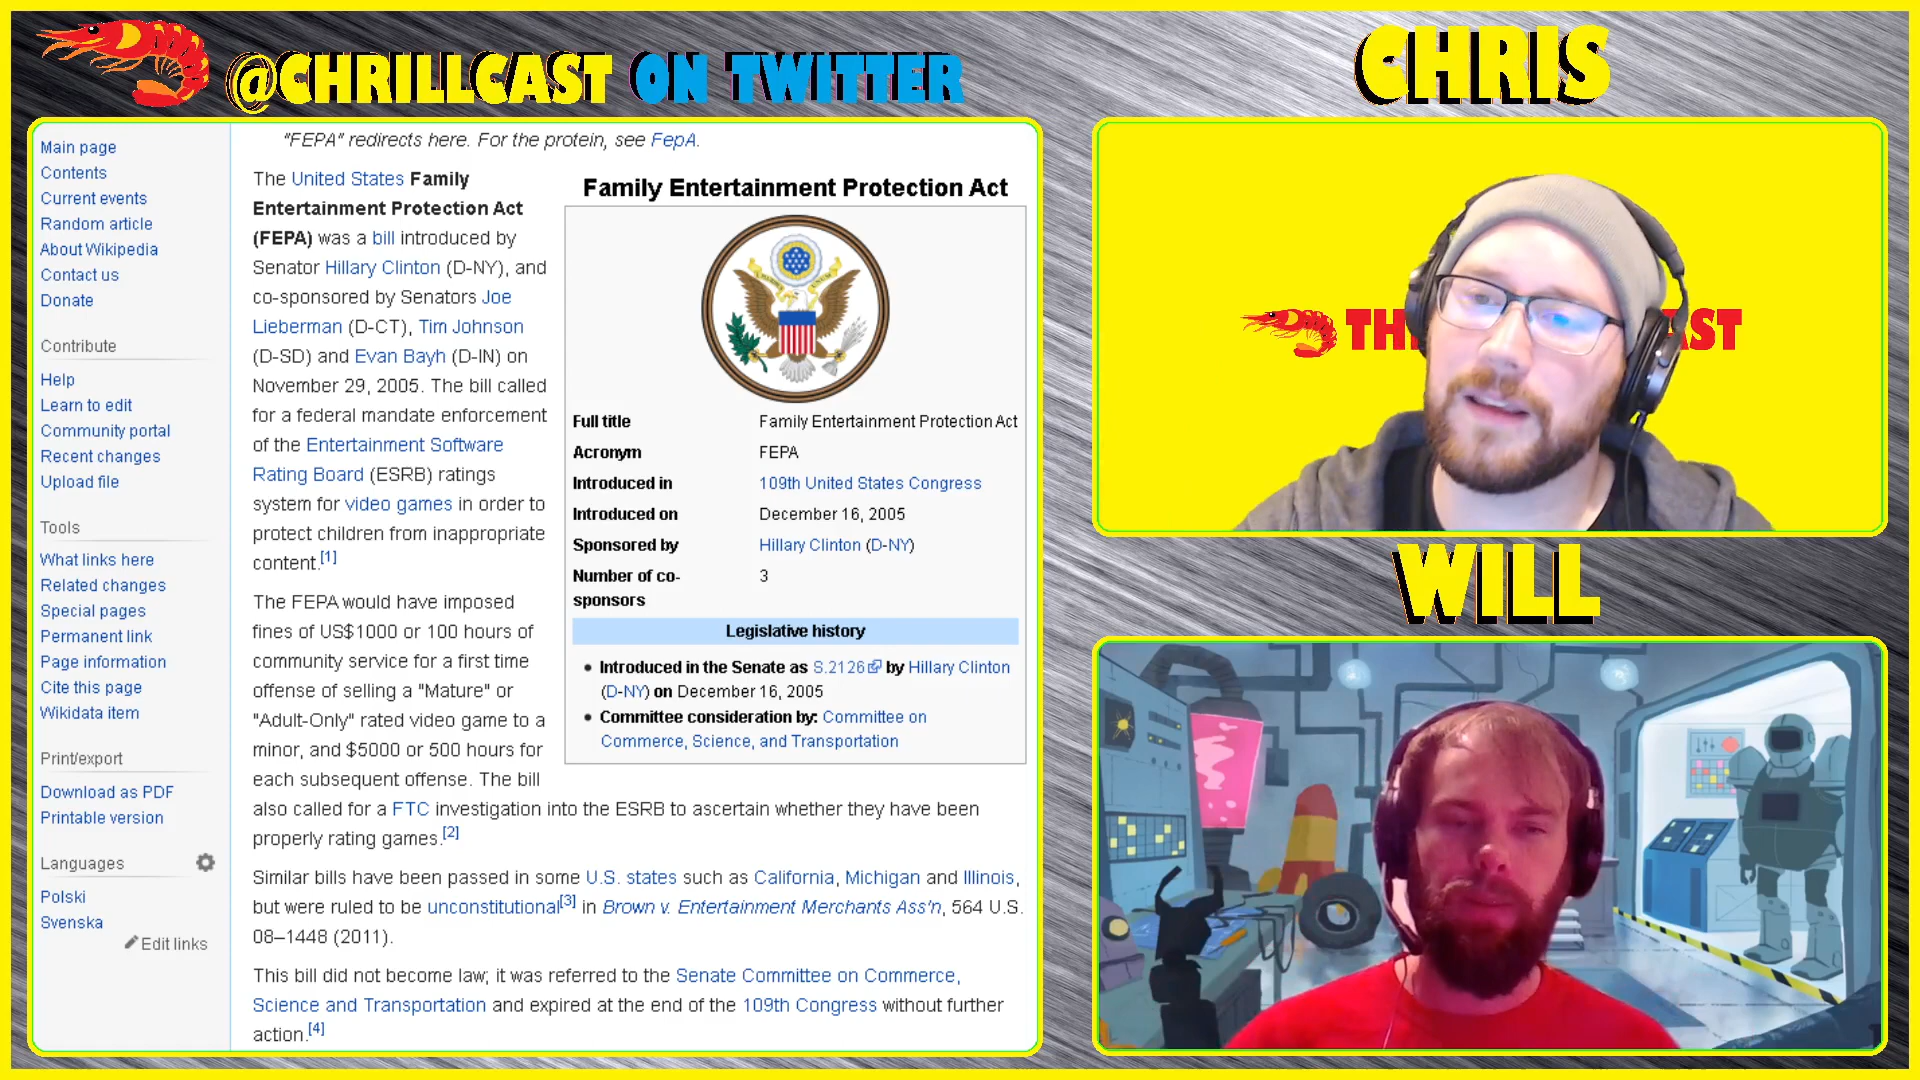 @CHRILLCAST ON TWITTER
CHRIS
Main page
Contents
Current events
Random article
About Wikipedia
Contact us
Donate
Contribute
Help
Learn to edit
Community portal
Recent changes
Upload file
Tools
What links here
Related changes
Special pages
Permanent link
Page information
Cite this page
Wikidata item
Print/export
Download as PDF
Printable version
Languages
Polski
Svenska
Edit links
"FEPA" redirects here. For the protein, see FepA.
The United States Family
Entertainment Protection Act
(FEPA) was a bill introduced by
Senator Hillary Clinton (D-NY), and
co-sponsored by Senators Joe
Lieberman (D-CT), Tim Johnson
(D-SD) and Evan Bayh (D-IN) on
November 29, 2005. The bill called
for a federal mandate enforcement
of the Entertainment Software
Rating Board (ESRB) ratings
system for video games in order to
protect children from inappropriate
content.[1]
The FEPA would have imposed
fines of US$1000 or 100 hours of
community service for a first time
offense of selling a "Mature" or
"Adult-Only" rated video game to a
minor, and $5000 or 500 hours for
each subsequent offense. The bill
also called for a FTC investigation into the ESRB to ascertain whether they have been
properly rating games.[2]
Similar bills have been passed in some U.S. states such as California, Michigan and Illinois,
but were ruled to be unconstitutional[3] in Brown v. Entertainment Merchants Ass'n, 564 U.S.
08–1448 (2011).
This bill did not become law; it was referred to the Senate Committee on Commerce,
Science and Transportation and expired at the end of the 109th Congress without further
action.[4]
Family Entertainment Protection Act
Full title Family Entertainment Protection Act
Acronym FEPA
Introduced in 109th United States Congress
Introduced on December 16, 2005
Sponsored by Hillary Clinton (D-NY)
Number of co- 3
sponsors
Legislative history
• Introduced in the Senate as S.2126 by Hillary Clinton
(D-NY) on December 16, 2005
• Committee consideration by: Committee on
Commerce, Science, and Transportation
TH AST
WILL